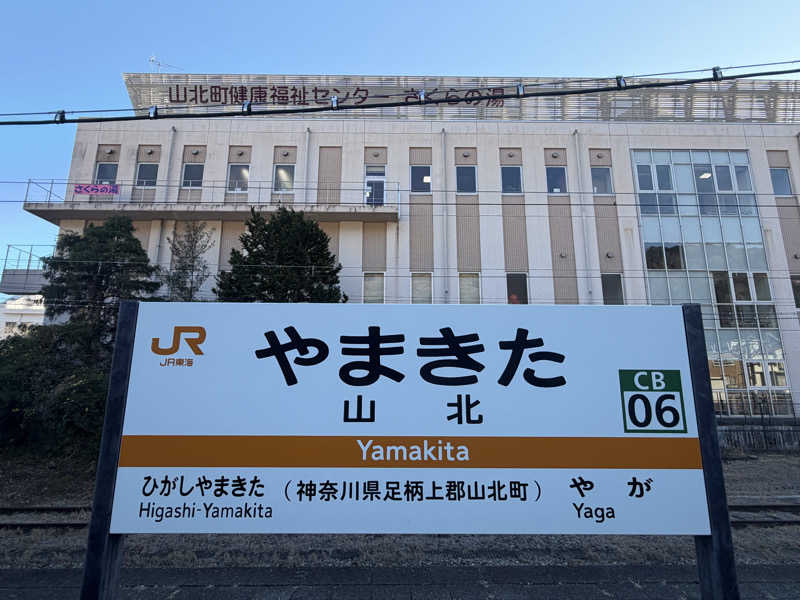 山北町健康福祉センター さくらの湯
さくらの湯
JR
JR東海
やまきた
山北
CB
06
Yamakita
ひがしやまきた
Higashi-Yamakita
（神奈川県足柄上郡山北町）
やが
Yaga